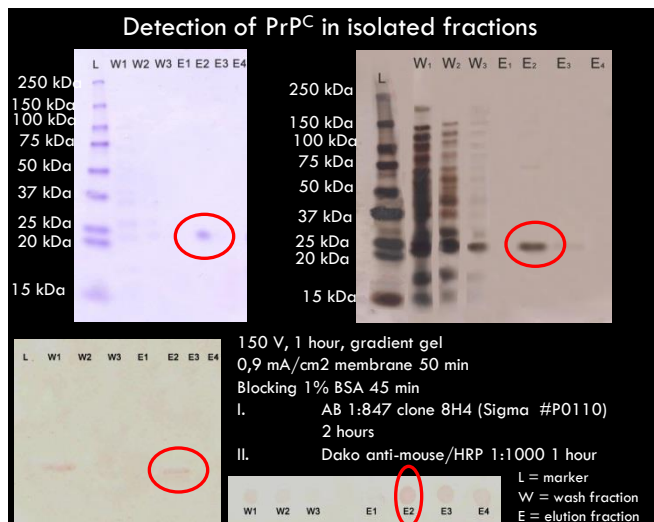 Detection of PrPᶜ in isolated fractions
L W1 W2 W3 E1 E2 E3 E4
250 kDa
150 kDa
100 kDa
75 kDa
50 kDa
37 kDa
25 kDa
20 kDa
15 kDa
L W₁ W₂ W₃ E₁ E₂ E₃ E₄
250 kDa
150 kDa
100 kDa
75 kDa
50 kDa
37 kDa
25 kDa
20 kDa
15 kDa
L W1 W2 W3 E1 E2 E3 E4
150 V, 1 hour, gradient gel
0,9 mA/cm2 membrane 50 min
Blocking 1% BSA 45 min
I. AB 1:847 clone 8H4 (Sigma #P0110)
2 hours
II. Dako anti-mouse/HRP 1:1000 1 hour
W1 W2 W3 E1 E2 E3 E4
L = marker
W = wash fraction
E = elution fraction